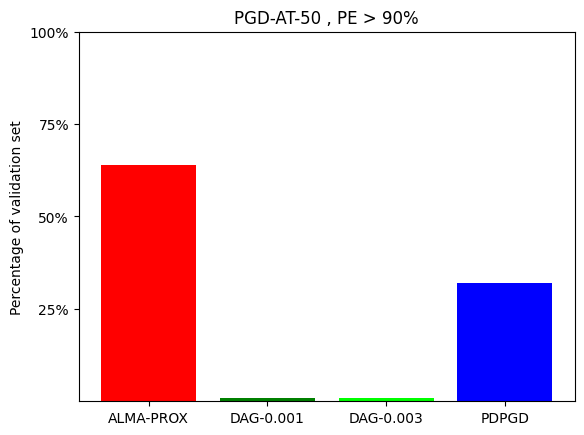 PGD-AT-50 , PE > 90%
100%
75%
50%
25%
Percentage of validation set
ALMA-PROX DAG-0.001 DAG-0.003 PDPGD